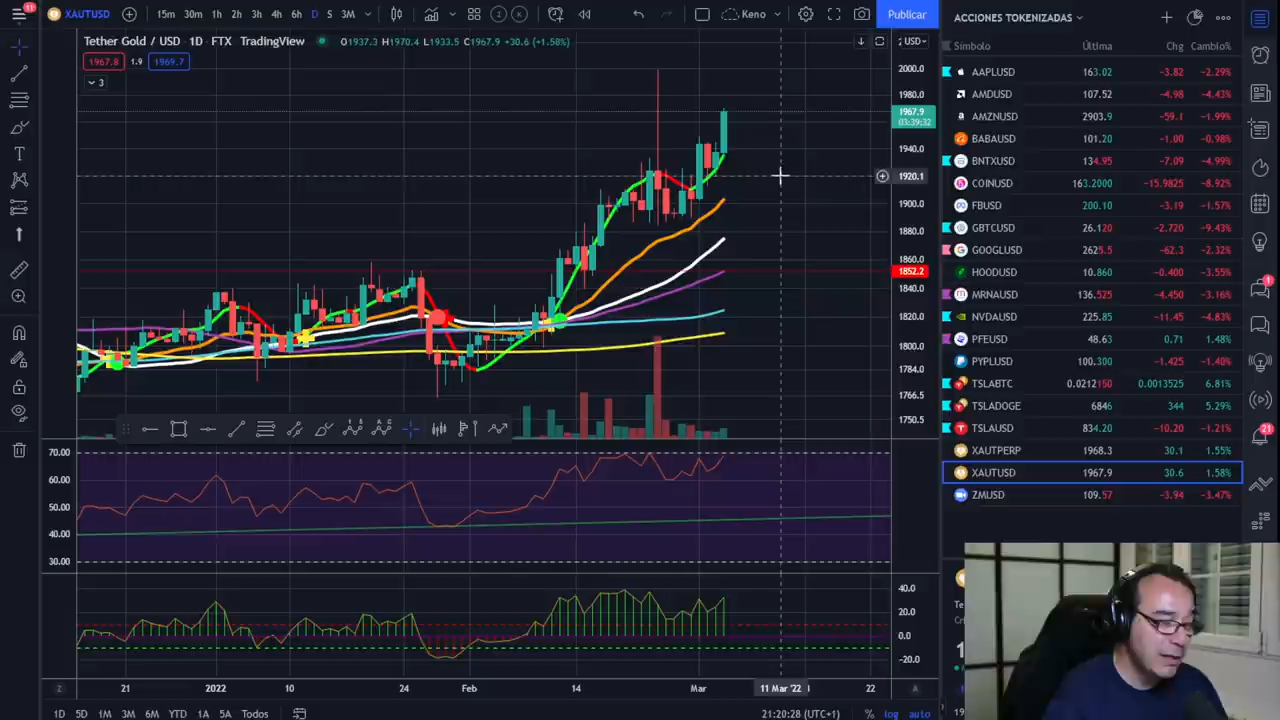 11
XAUTUSD
15m 30m 1h 2h 3h 4h 6h D S 3M
Keno
Publicar
ACCIONES TOKENIZADAS
Tether Gold / USD · 1D · FTX TradingView
O1937.3 H1970.4 L1933.5 C1967.9 +30.6 (+1.58%)
USD
1967.8 1.9 1969.7
3
2000.0
1980.0
1967.9
03:39:32
1940.0
1920.1
1900.0
1880.0
1860.0
1852.2
1840.0
1820.0
1800.0
1784.0
1766.5
1750.5
70.00
60.00
50.00
40.00
30.00
40.0
20.0
0.0
-20.0
21 2022 10 24 Feb 14 Mar 11 Mar '22 22
Z
A
1D 5D 1M 3M 6M YTD 1A 5A Todos
21:20:28 (UTC+1)
% log auto
Símbolo Última Chg Cambio%
AAPLUSD 163.02 −3.82 −2.29%
AMDUSD 107.52 −4.98 −4.43%
AMZNUSD 2903.9 −59.1 −1.99%
BABAUSD 101.20 −1.00 −0.98%
BNTXUSD 134.95 −7.09 −4.99%
COINUSD 163.2000 −15.9825 −8.92%
FBUSD 200.10 −3.19 −1.57%
GBTCUSD 26.120 −2.720 −9.43%
GOOGLUSD 2625.5 −62.3 −2.32%
HOODUSD 10.860 −0.400 −3.55%
MRNAUSD 136.525 −4.450 −3.16%
NVDAUSD 225.85 −11.45 −4.83%
PFEUSD 48.63 0.71 1.48%
PYPLUSD 100.300 −1.425 −1.40%
TSLABTC 0.0212150 0.0013525 6.81%
TSLADOGE 6846 344 5.29%
TSLAUSD 834.20 −10.20 −1.21%
XAUTPERP 1968.3 30.1 1.55%
XAUTUSD 1967.9 30.6 1.58%
ZMUSD 109.57 −3.94 −3.47%
1
21